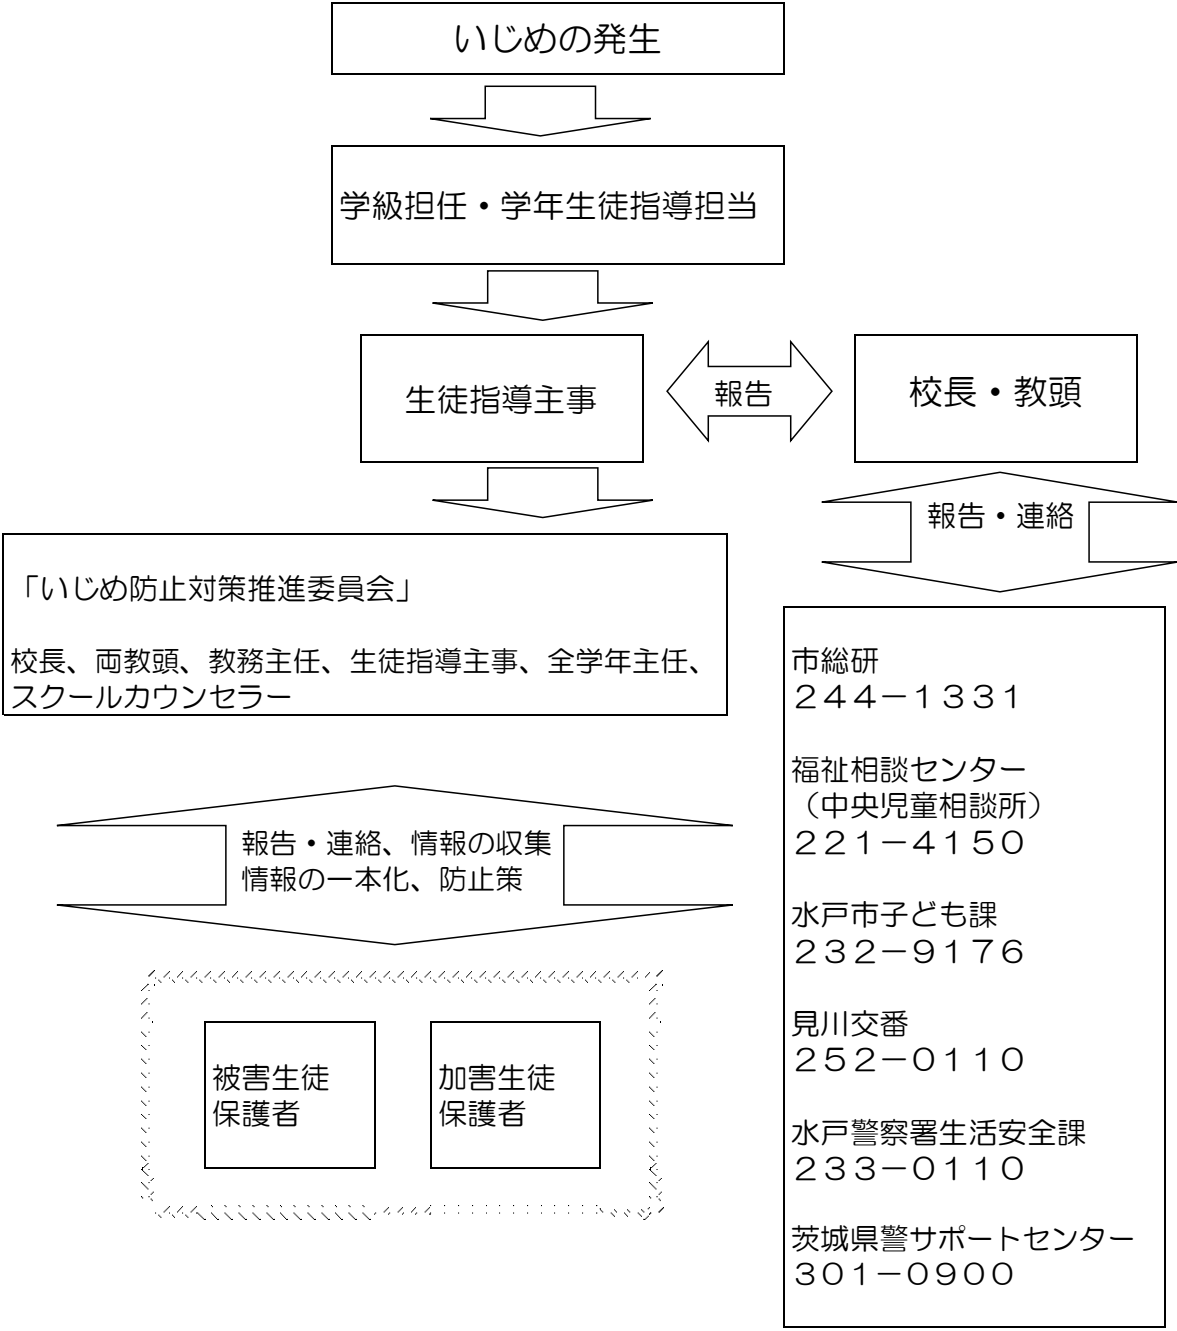 いじめの発生
学級担任・学年生徒指導担当
生徒指導主事
報告
校長・教頭
報告・連絡
「いじめ防止対策推進委員会」
校長、両教頭、教務主任、生徒指導主事、全学年主任、
スクールカウンセラー
報告・連絡、情報の収集
情報の一本化、防止策
被害生徒
保護者
加害生徒
保護者
市総研
２４４－１３３１
福祉相談センター
（中央児童相談所）
２２１－４１５０
水戸市子ども課
２３２－９１７６
見川交番
２５２－０１１０
水戸警察署生活安全課
２３３－０１１０
茨城県警サポートセンター
３０１－０９００